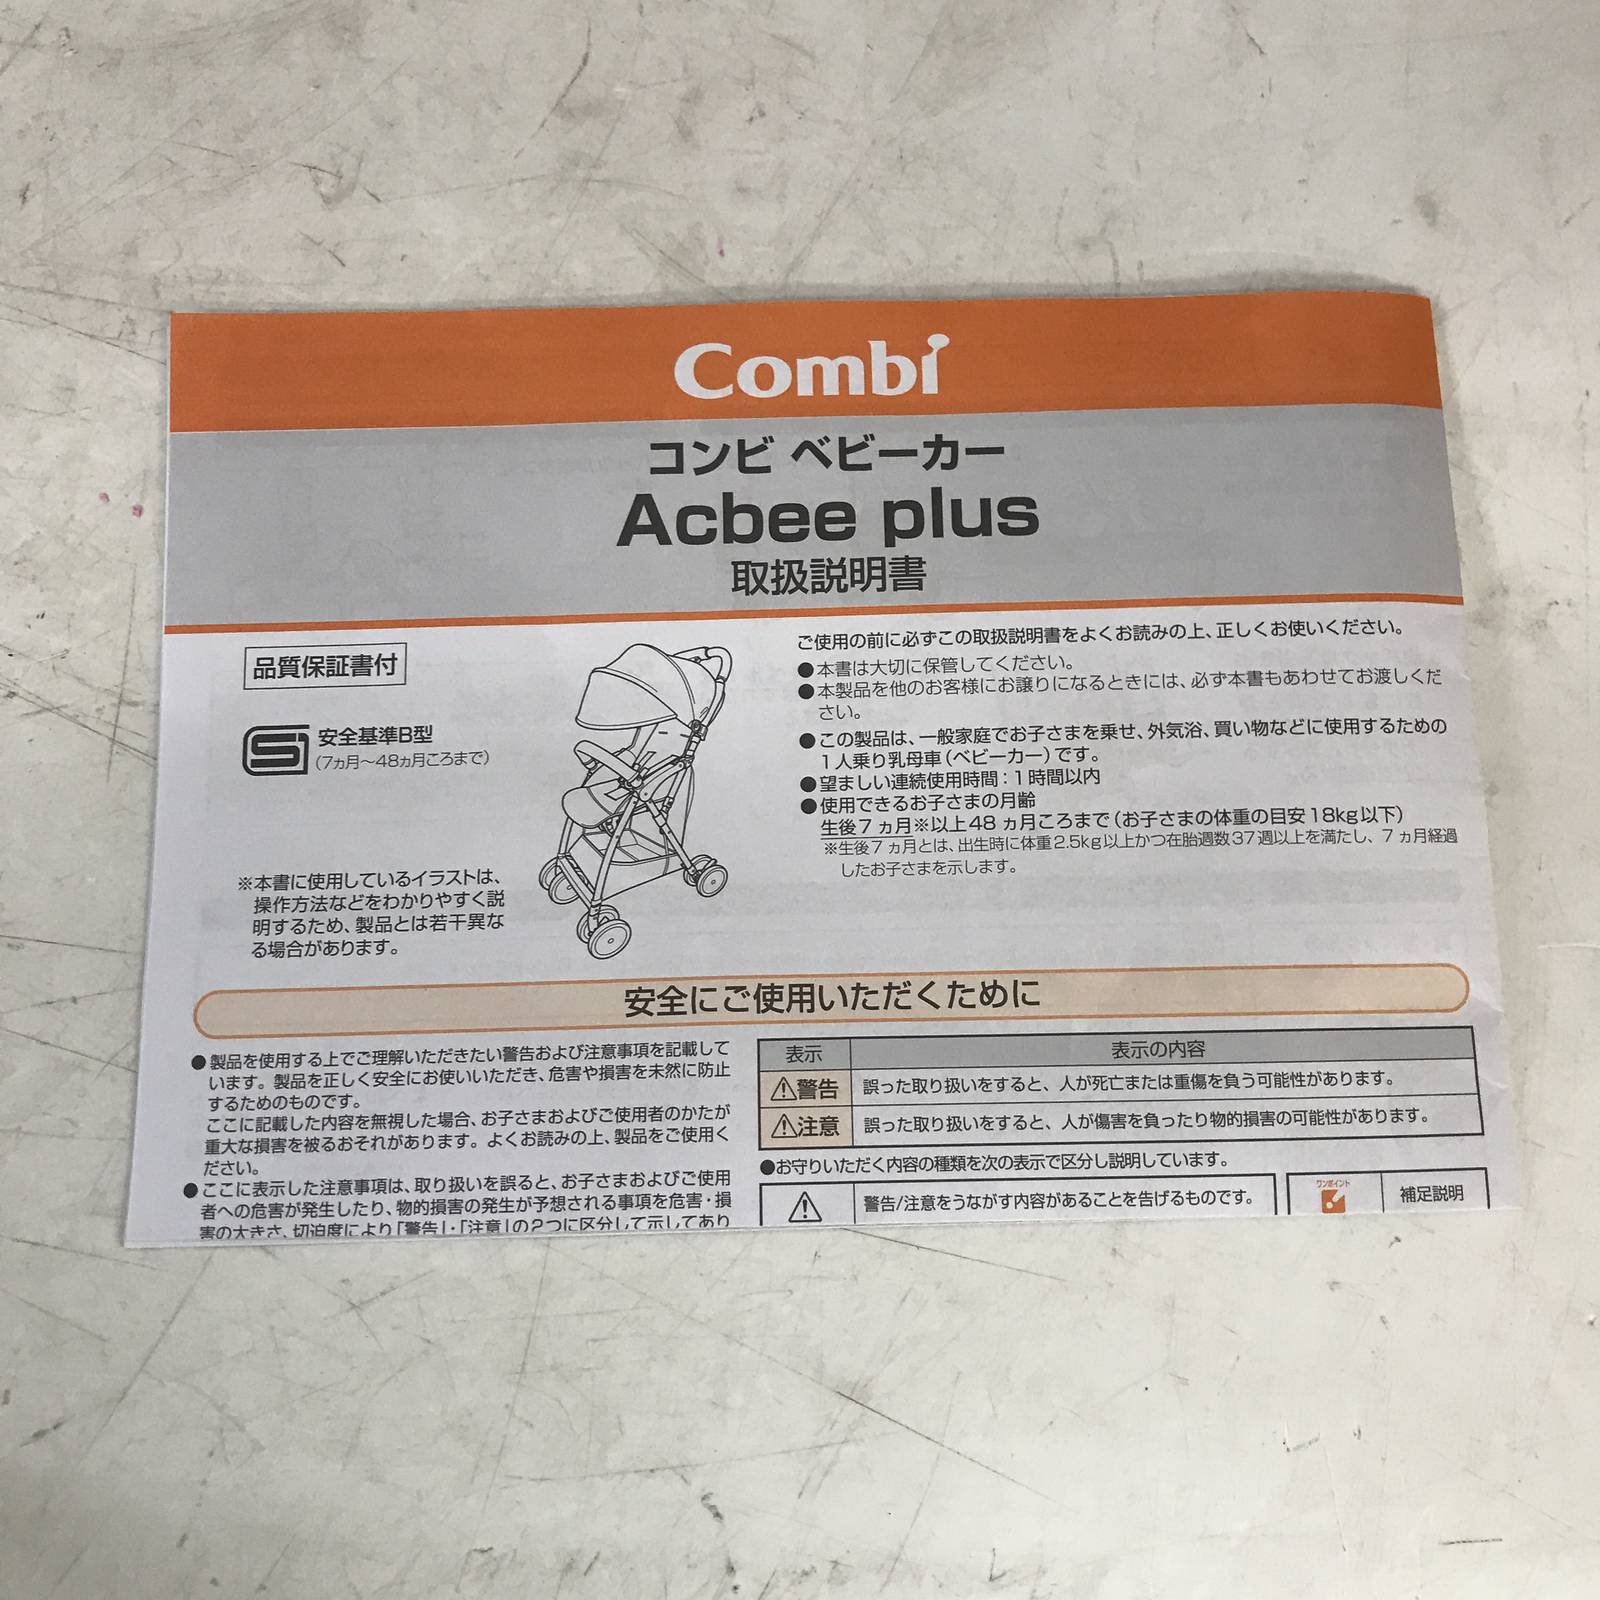 Combi
コンビ ベビーカー
Acbee plus
取扱説明書
品質保証書付
安全基準B型
(7ヵ月～48ヵ月ころまで)
※本書に使用しているイラストは、
操作方法などをわかりやすく説
明するため、製品とは若干異な
る場合があります。
ご使用の前に必ずこの取扱説明書をよくお読みの上、正しくお使いください。
●本書は大切に保管してください。
●本製品を他のお客様にお譲りになるときには、必ず本書もあわせてお渡しくだ
さい。
●この製品は、一般家庭でお子さまを乗せ、外気浴、買い物などに使用するための
1人乗り乳母車(ベビーカー)です。
●望ましい連続使用時間：1時間以内
●使用できるお子さまの月齢
生後7ヵ月※以上48ヵ月ころまで(お子さまの体重の目安18kg以下)
※生後7ヵ月とは、出生時に体重2.5kg以上かつ在胎週数37週以上を満たし、7ヵ月経過
したお子さまを示します。
安全にご使用いただくために
●製品を使用する上でご理解いただきたい警告および注意事項を記載して
います。製品を正しく安全にお使いいただき、危害や損害を未然に防止
するためのものです。
ここに記載した内容を無視した場合、お子さまおよびご使用者のかたが
重大な損害を被るおそれがあります。よくお読みの上、製品をご使用く
ださい。
●ここに表示した注意事項は、取り扱いを誤ると、お子さまおよびご使用
者への危害が発生したり、物的損害の発生が予想される事項を危害・損
害の大きさ、切迫度により「警告」・「注意」の2つに区分して示してあり
表示 表示の内容
⚠警告 誤った取り扱いをすると、人が死亡または重傷を負う可能性があります。
⚠注意 誤った取り扱いをすると、人が傷害を負ったり物的損害の可能性があります。
●お守りいただく内容の種類を次の表示で区分し説明しています。
⚠ 警告/注意をうながす内容があることを告げるものです。
ワンポイント 補足説明